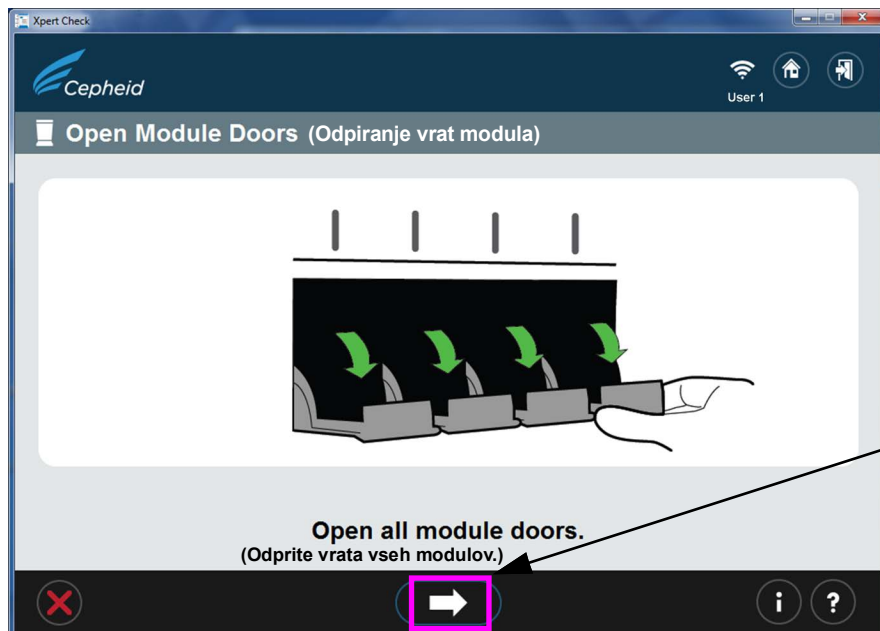 Xpert Check
Cepheid
User 1
Open Module Doors (Odpiranje vrat modula)
Open all module doors.
(Odprite vrata vseh modulov.)
i ?